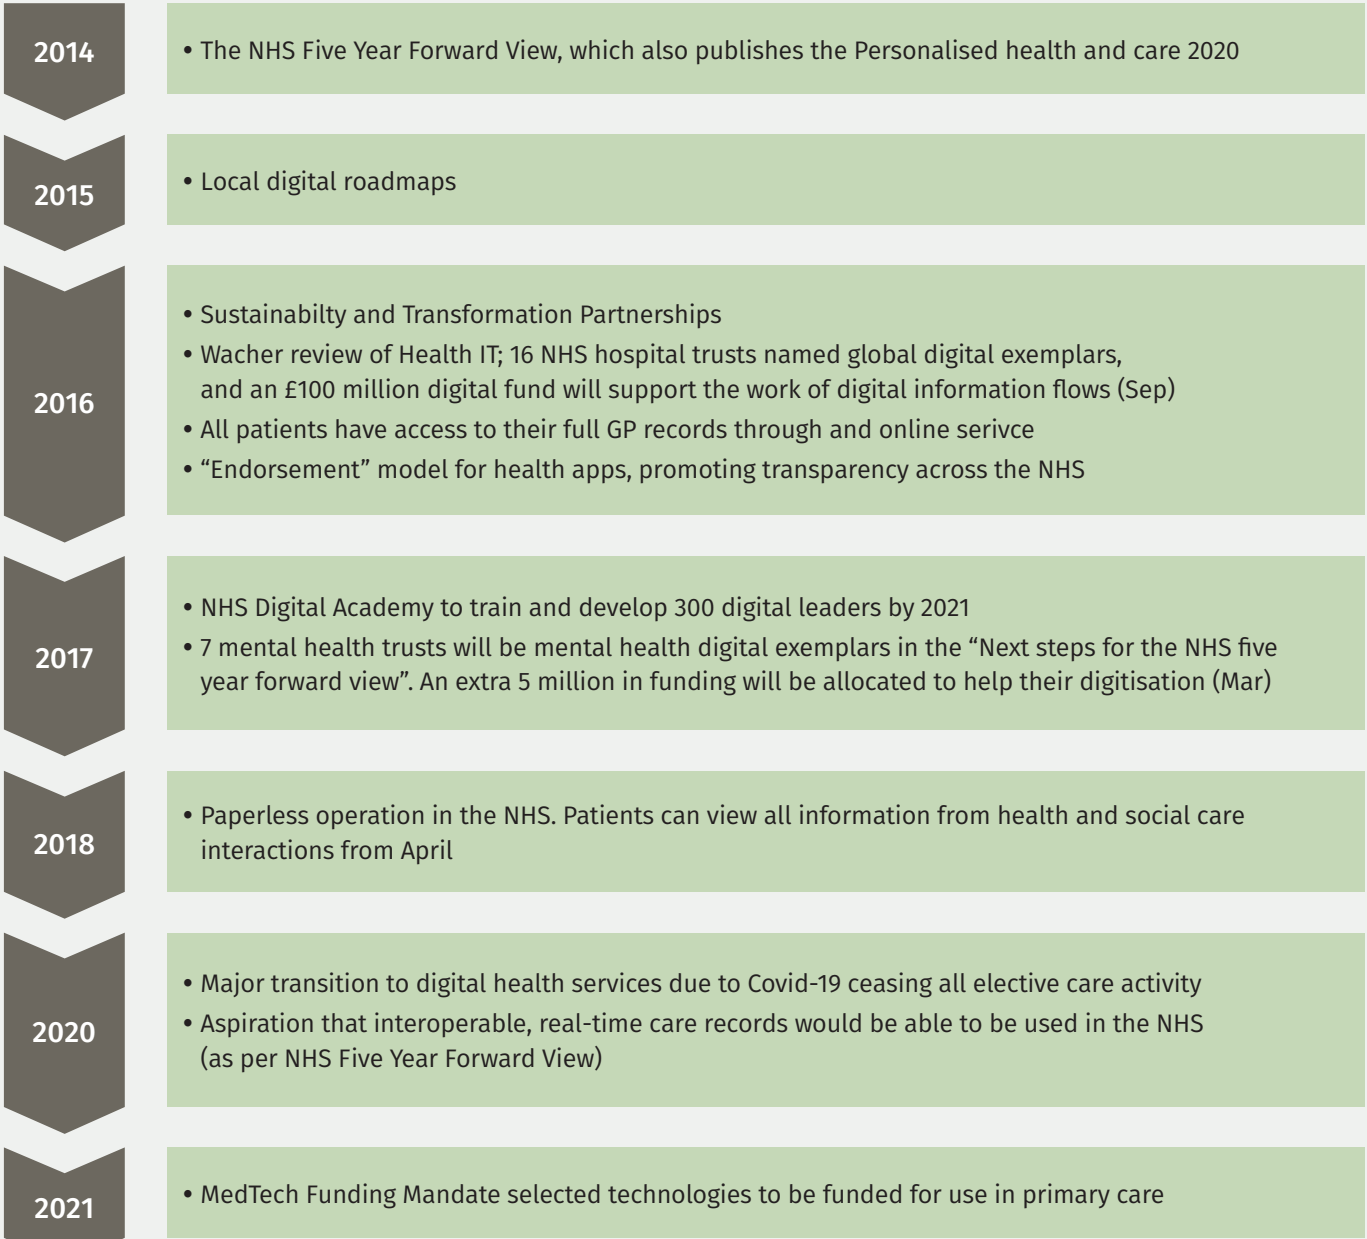 2014
• The NHS Five Year Forward View, which also publishes the Personalised health and care 2020
2015
• Local digital roadmaps
2016
• Sustainabilty and Transformation Partnerships
• Wacher review of Health IT; 16 NHS hospital trusts named global digital exemplars,
and an £100 million digital fund will support the work of digital information flows (Sep)
• All patients have access to their full GP records through and online serivce
• “Endorsement” model for health apps, promoting transparency across the NHS
2017
• NHS Digital Academy to train and develop 300 digital leaders by 2021
• 7 mental health trusts will be mental health digital exemplars in the “Next steps for the NHS five
year forward view”. An extra 5 million in funding will be allocated to help their digitisation (Mar)
2018
• Paperless operation in the NHS. Patients can view all information from health and social care
interactions from April
2020
• Major transition to digital health services due to Covid-19 ceasing all elective care activity
• Aspiration that interoperable, real-time care records would be able to be used in the NHS
(as per NHS Five Year Forward View)
2021
• MedTech Funding Mandate selected technologies to be funded for use in primary care